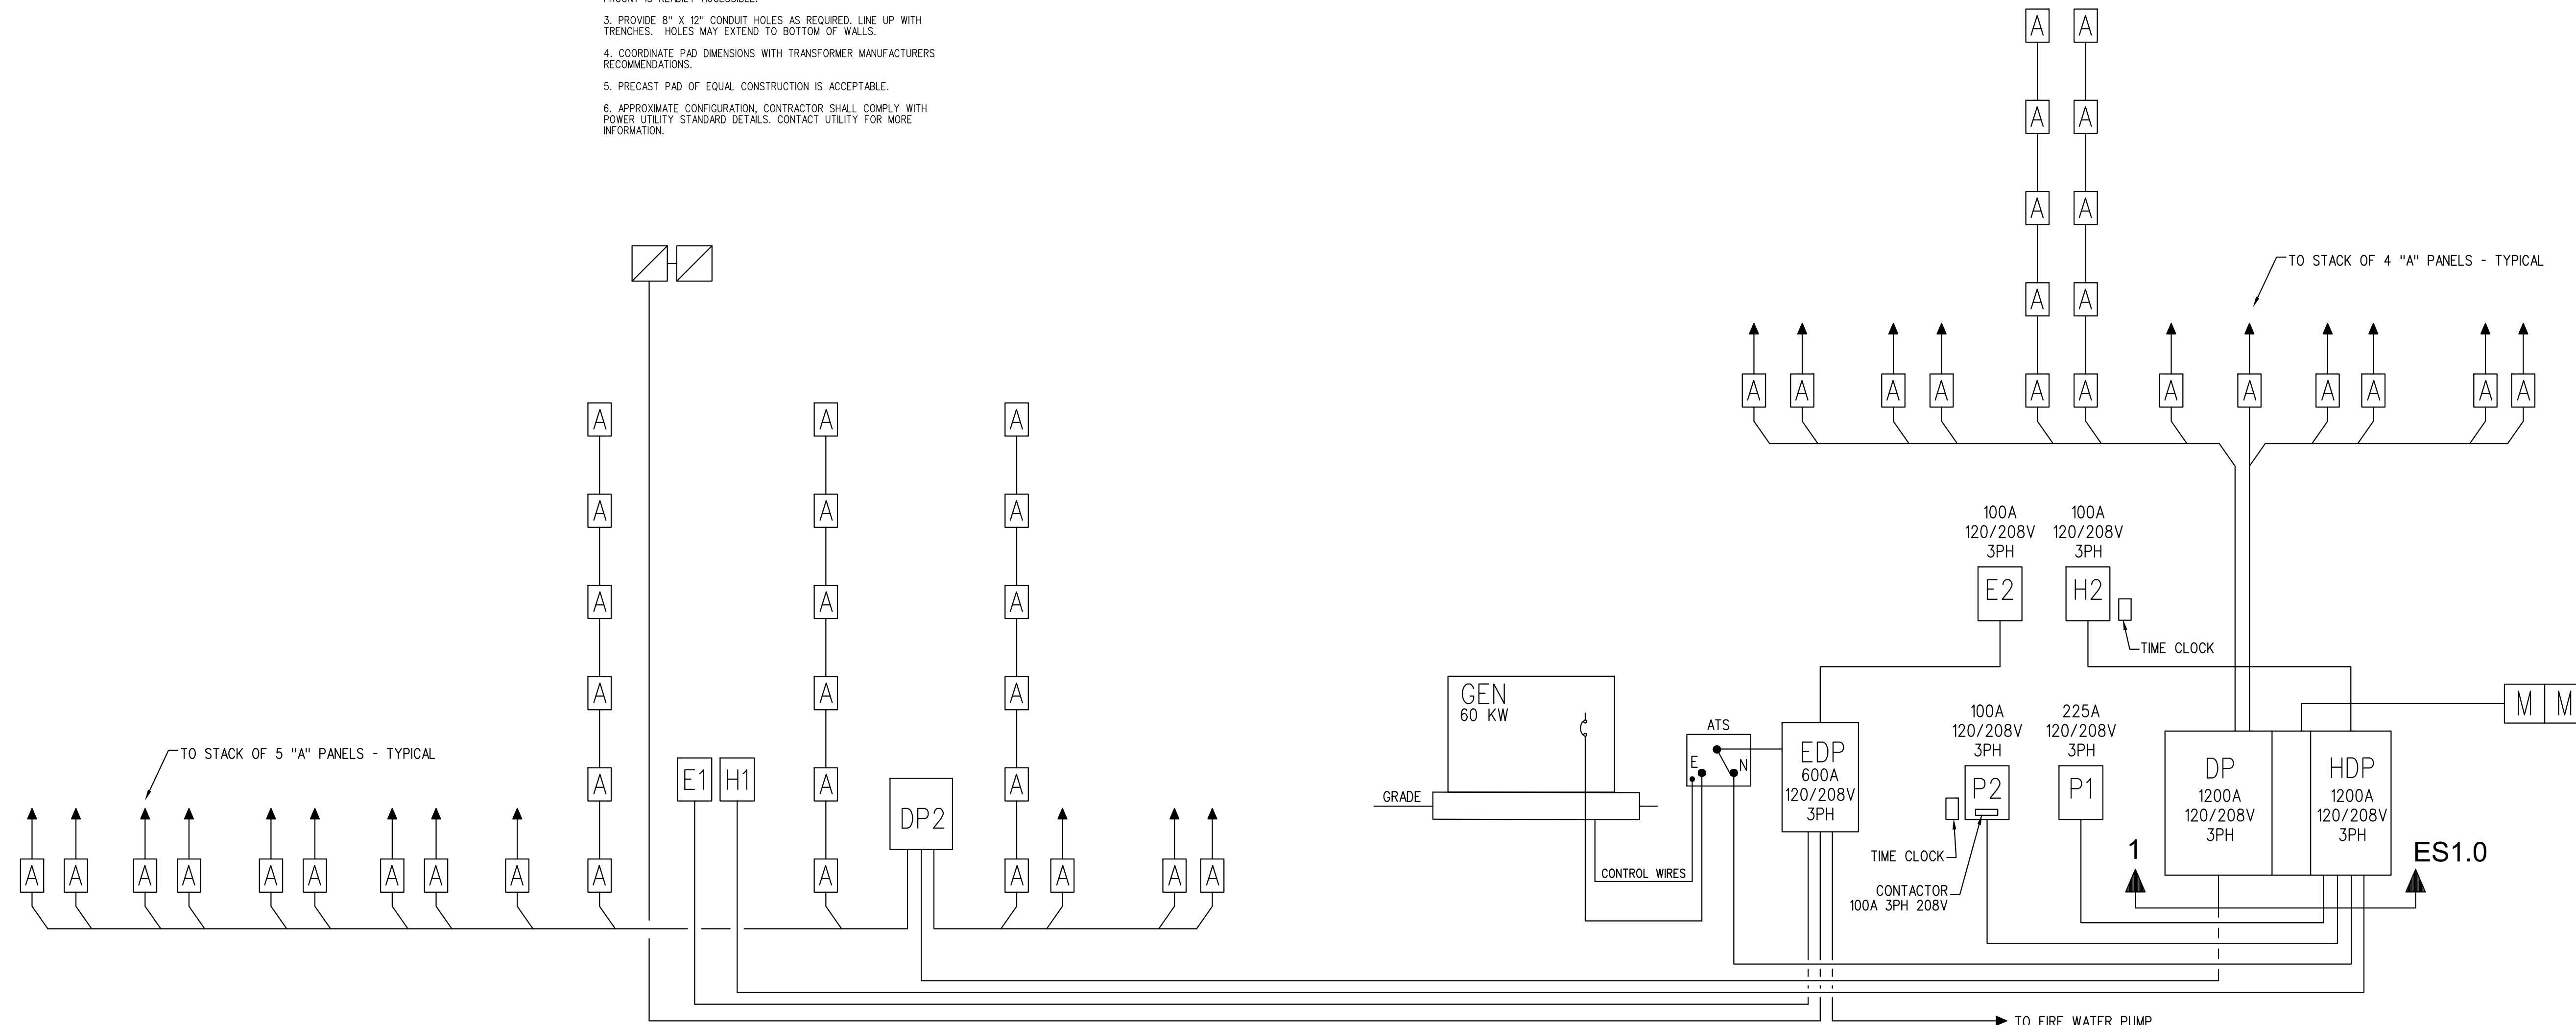 3. PROVIDE 8" X 12" CONDUIT HOLES AS REQUIRED. LINE UP WITH
TRENCHES. HOLES MAY EXTEND TO BOTTOM OF WALLS.
4. COORDINATE PAD DIMENSIONS WITH TRANSFORMER MANUFACTURERS
RECOMMENDATIONS.
5. PRECAST PAD OF EQUAL CONSTRUCTION IS ACCEPTABLE.
6. APPROXIMATE CONFIGURATION, CONTRACTOR SHALL COMPLY WITH
POWER UTILITY STANDARD DETAILS. CONTACT UTILITY FOR MORE
INFORMATION.
A A
A A
A A
A A
TO STACK OF 4 "A" PANELS - TYPICAL
A A A A A A A A A A A A
A A A
A A A
A A A
A A A
A A A
TO STACK OF 5 "A" PANELS - TYPICAL
A A A A A A A A A A A A A A A
E1
H1
DP2
100A
120/208V
3PH
E2
100A
120/208V
3PH
H2
TIME CLOCK
GEN
60 KW
GRADE
CONTROL WIRES
ATS
E
N
EDP
600A
120/208V
3PH
100A
120/208V
3PH
P2
TIME CLOCK
CONTACTOR
100A 3PH 208V
225A
120/208V
3PH
P1
DP
1200A
120/208V
3PH
HDP
1200A
120/208V
3PH
M M
1
ES1.0
TO FIRE WATER PUMP